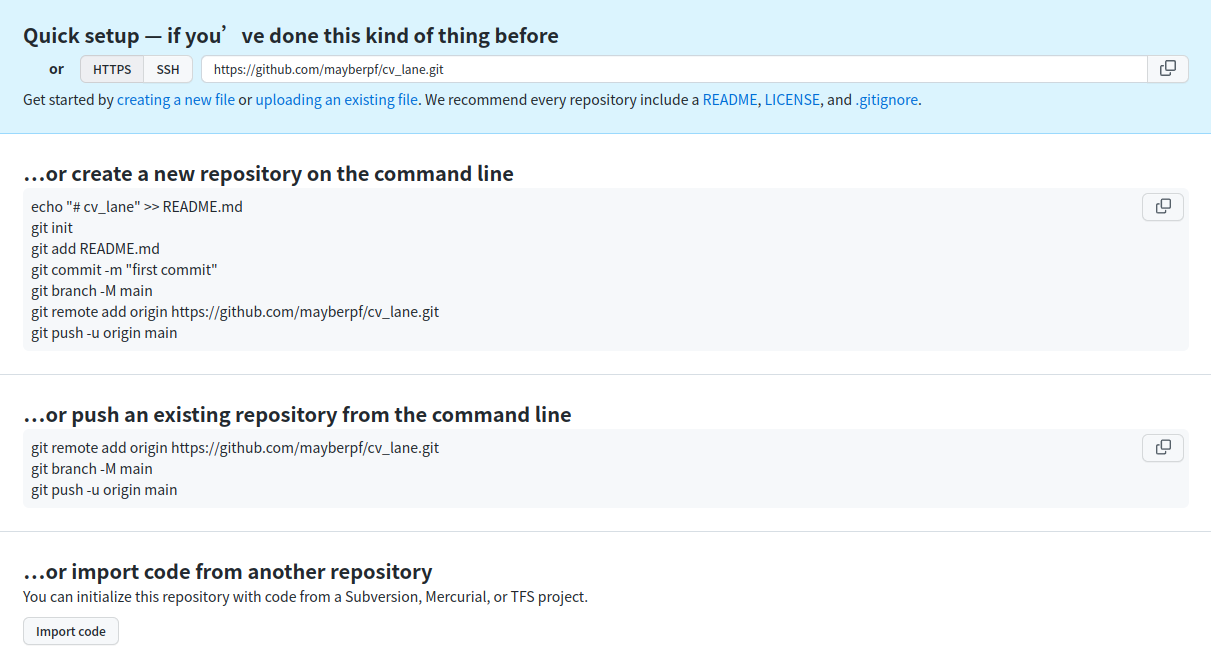 Quick setup — if you’ve done this kind of thing before
or HTTPS SSH https://github.com/mayberpf/cv_lane.git
Get started by creating a new file or uploading an existing file. We recommend every repository include a README, LICENSE, and .gitignore.
…or create a new repository on the command line
echo "# cv_lane" >> README.md
git init
git add README.md
git commit -m "first commit"
git branch -M main
git remote add origin https://github.com/mayberpf/cv_lane.git
git push -u origin main
…or push an existing repository from the command line
git remote add origin https://github.com/mayberpf/cv_lane.git
git branch -M main
git push -u origin main
…or import code from another repository
You can initialize this repository with code from a Subversion, Mercurial, or TFS project.
Import code